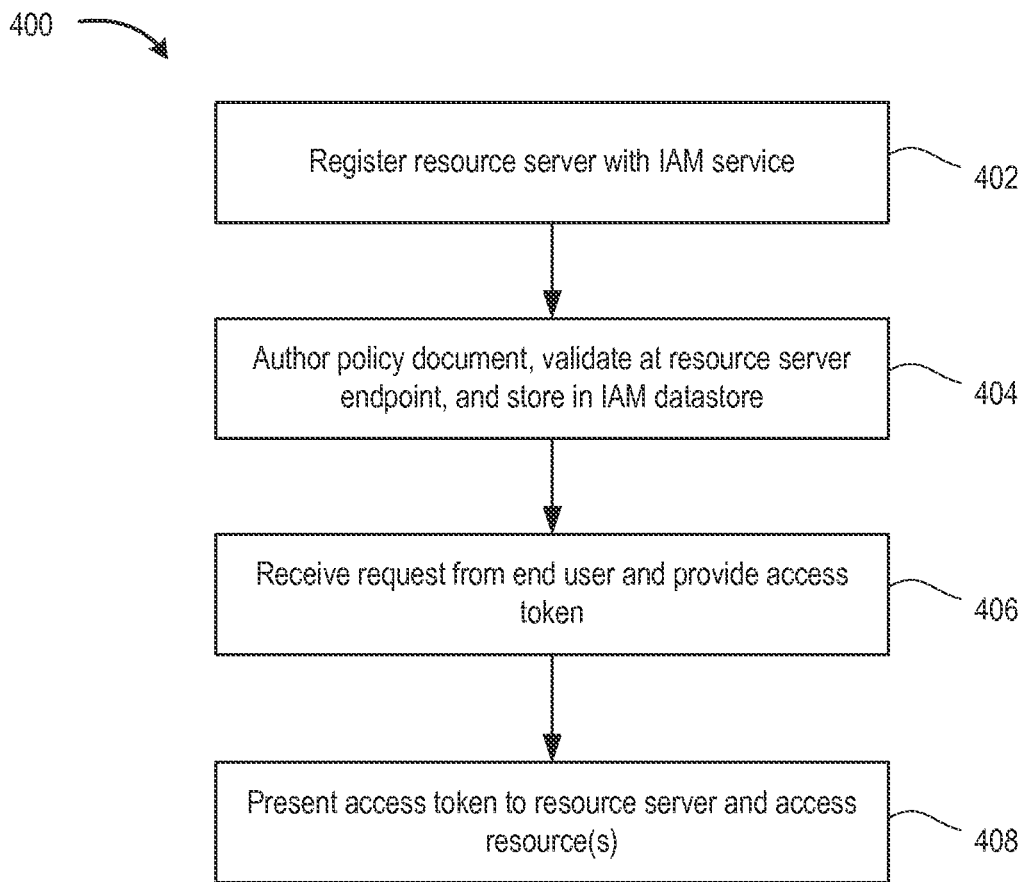 400
Register resource server with IAM service
402
Author policy document, validate at resource server
endpoint, and store in IAM datastore
404
Receive request from end user and provide access
token
406
Present access token to resource server and access
resource(s)
408